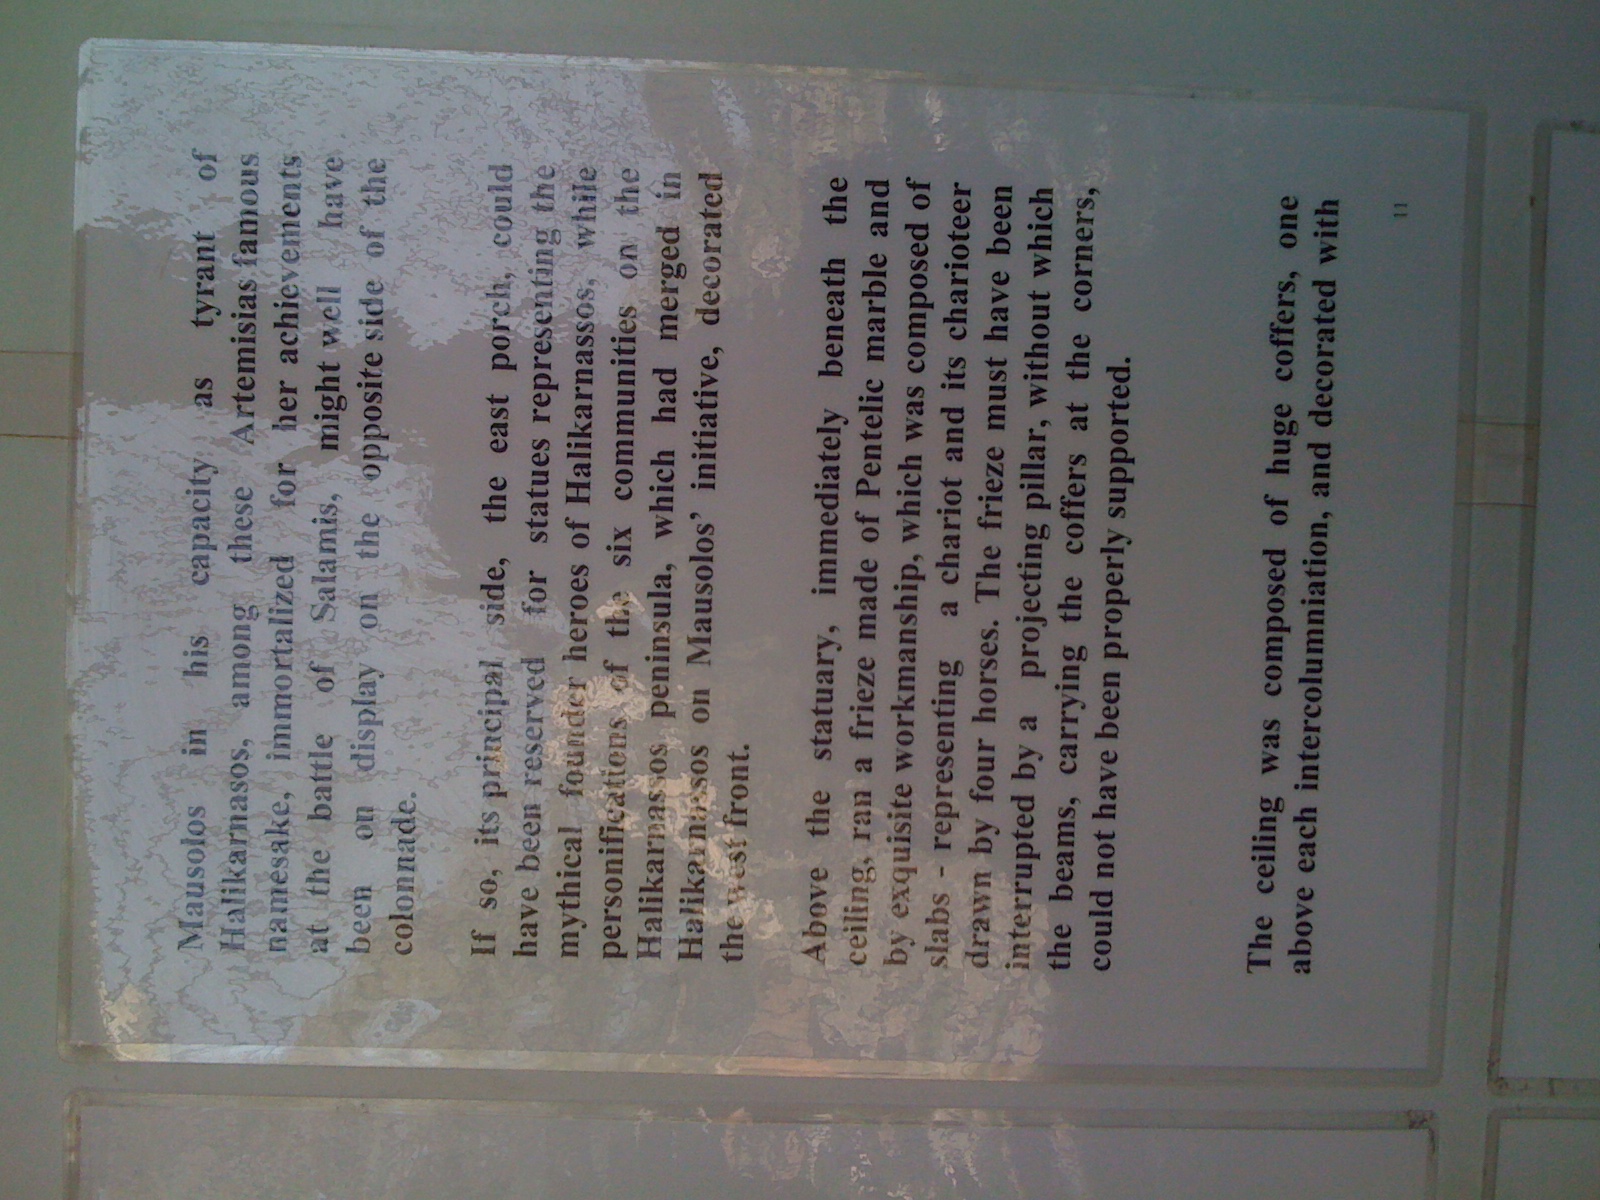 Mausolos in his capacity as tyrant of
Halikarnasos, among these Artemisias famous
namesake, immortalized for her achievements
at the battle of Salamis, might well have
been on display on the opposite side of the
colonnade.
If so, its principal side, the east porch, could
have been reserved for statues representing the
mythical founder heroes of Halikarnassos, while
personifications of the six communities on the
Halikarnassos peninsula, which had merged in
Halikarnassos on Mausolos' initiative, decorated
the west front.
Above the statuary, immediately beneath the
ceiling, ran a frieze made of Pentelic marble and
by exquisite workmanship, which was composed of
slabs - representing a chariot and its charioteer
drawn by four horses. The frieze must have been
interrupted by a projecting pillar, without which
the beams, carrying the coffers at the corners,
could not have been properly supported.
The ceiling was composed of huge coffers, one
above each intercolumniation, and decorated with
11